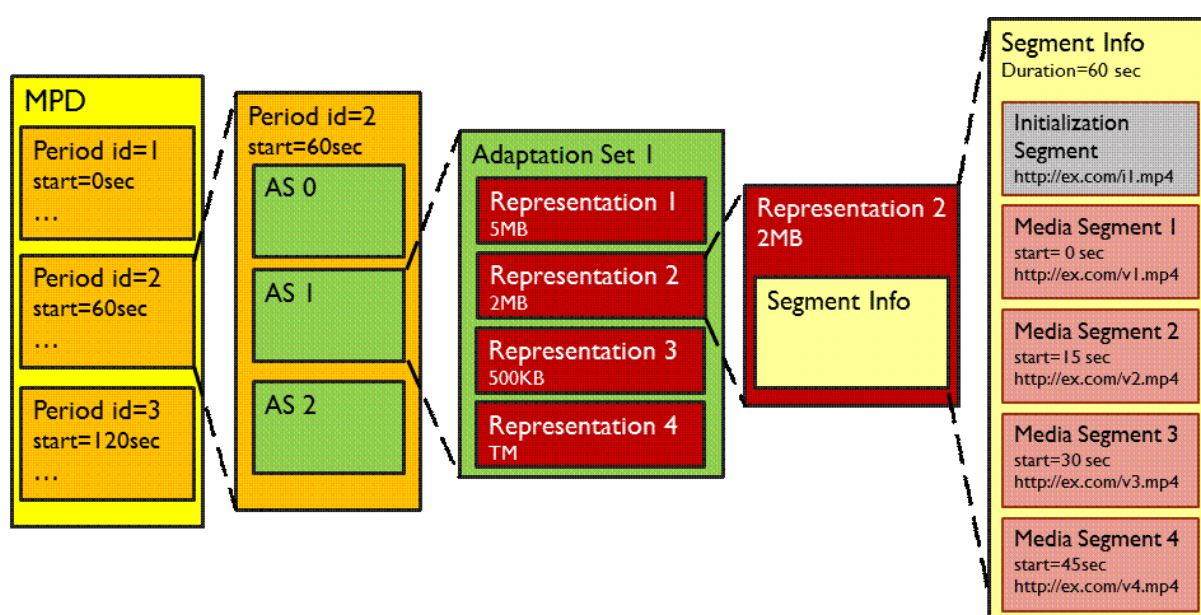 MPD
Period id=1
start=0sec
...
Period id=2
start=60sec
...
Period id=3
start=120sec
...
Period id=2
start=60sec
AS 0
AS 1
AS 2
Adaptation Set 1
Representation 1
5MB
Representation 2
2MB
Representation 3
500KB
Representation 4
TM
Representation 2
2MB
Segment Info
Segment Info
Duration=60 sec
Initialization
Segment
http://ex.com/i1.mp4
Media Segment 1
start= 0 sec
http://ex.com/v1.mp4
Media Segment 2
start=15 sec
http://ex.com/v2.mp4
Media Segment 3
start=30 sec
http://ex.com/v3.mp4
Media Segment 4
start=45sec
http://ex.com/v4.mp4